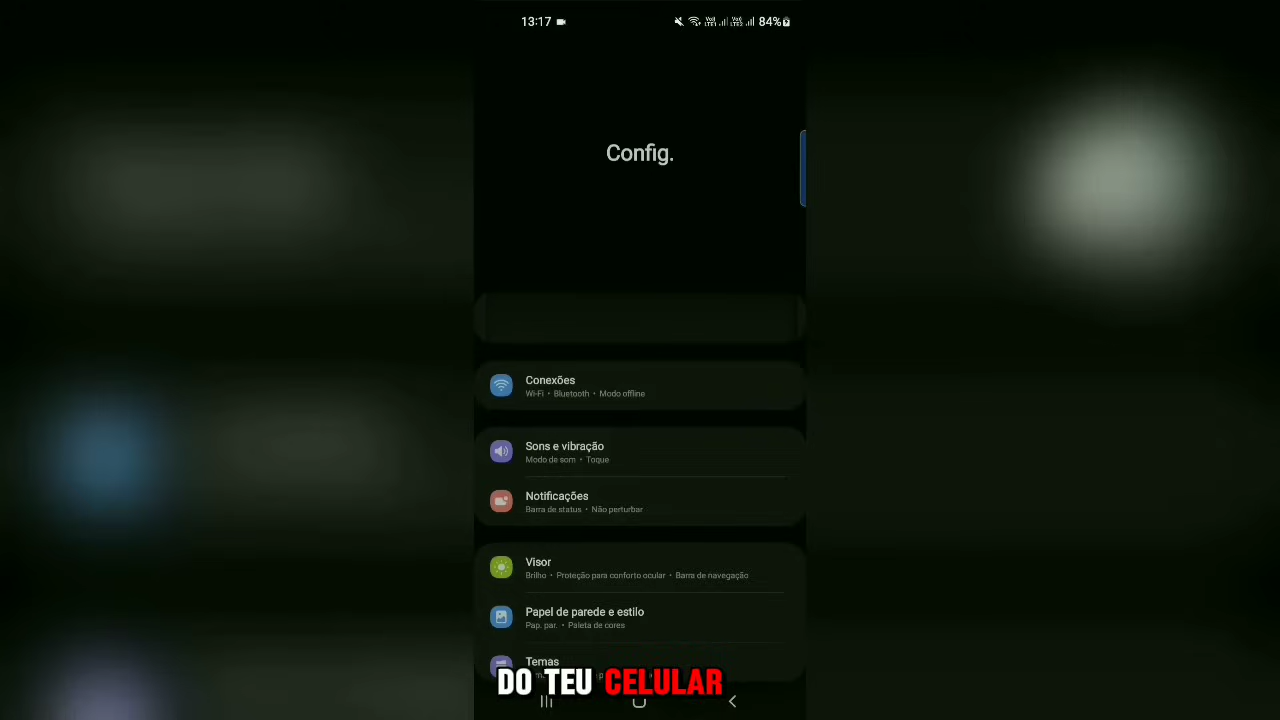 13:17 84%
Config.
Conexões
Wi-Fi • Bluetooth • Modo offline
Sons e vibração
Modo de som • Toque
Notificações
Barra de status • Não perturbar
Visor
Brilho • Proteção para conforto ocular • Barra de navegação
Papel de parede e estilo
Pap. par. • Paleta de cores
Temas
DO TEU CELULAR